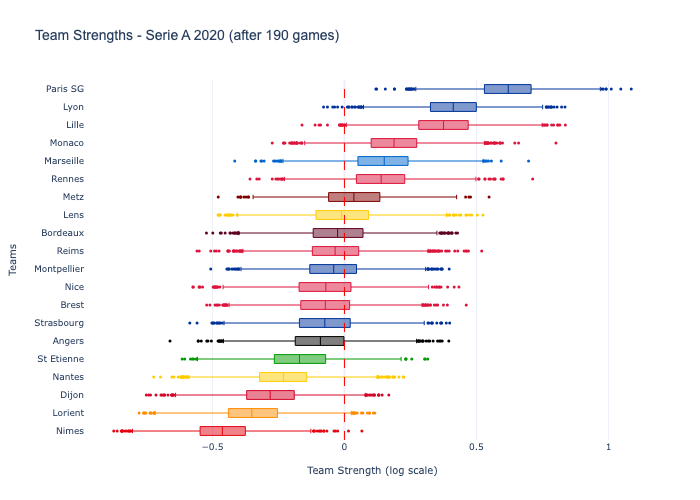 Team Strengths - Serie A 2020 (after 190 games)
Paris SG
Lyon
Lille
Monaco
Marseille
Rennes
Metz
Lens
Bordeaux
Reims
Montpellier
Nice
Brest
Strasbourg
Angers
St Etienne
Nantes
Dijon
Lorient
Nimes
Teams
−0.5 0 0.5 1
Team Strength (log scale)